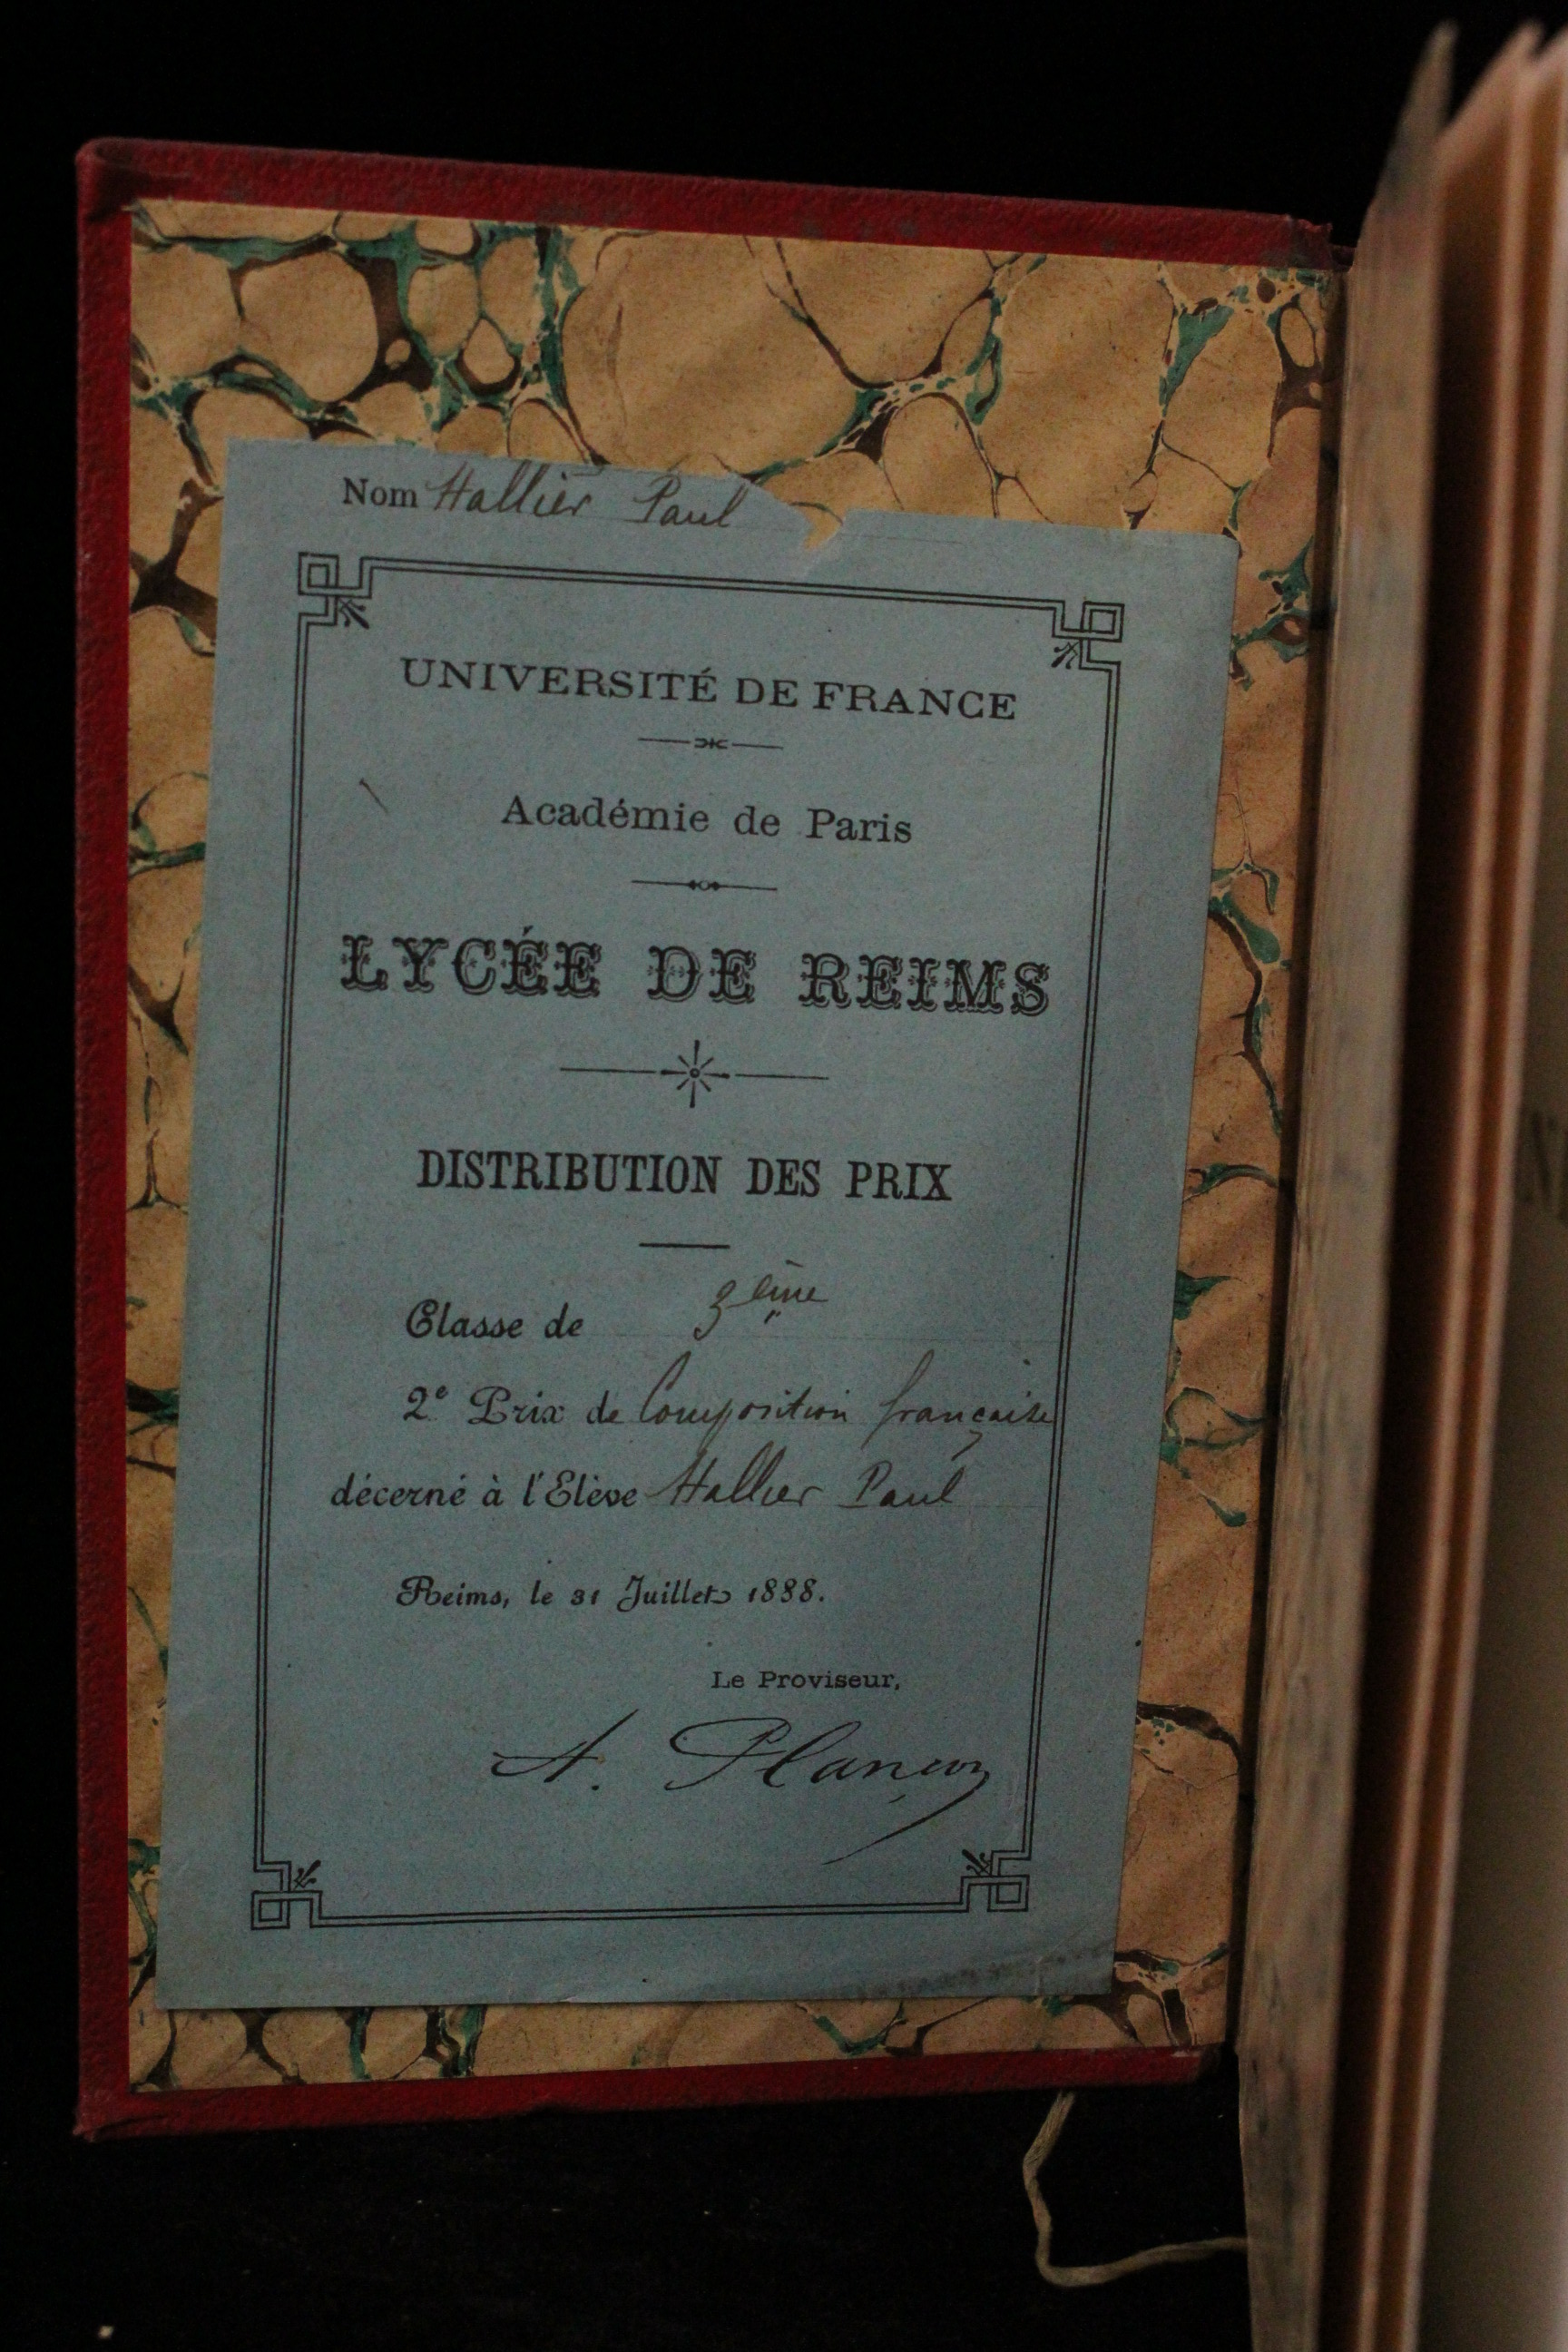 Nom Hallier Paul
UNIVERSITÉ DE FRANCE
Académie de Paris
LYCÉE DE REIMS
DISTRIBUTION DES PRIX
Classe de 3ème
2e Prix de Composition française
décerné à l'Elève Hallier Paul
Reims, le 31 Juillet 1888.
Le Proviseur,
A.